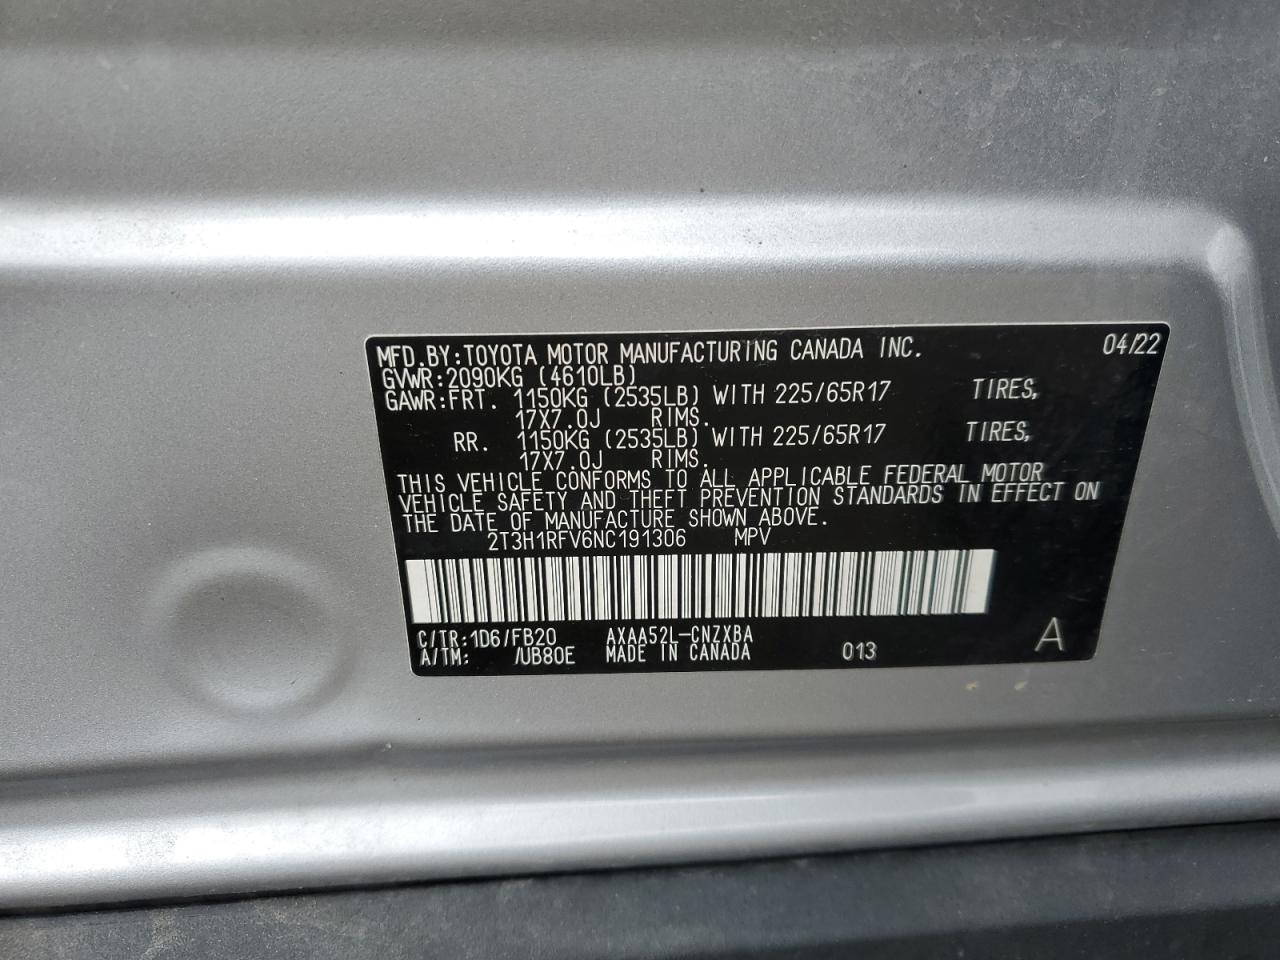 MFD.BY:TOYOTA MOTOR MANUFACTURING CANADA INC. 04/22
GVWR:2090KG (4610LB)
GAWR:FRT. 1150KG (2535LB) WITH 225/65R17 TIRES,
17X7.0J RIMS.
RR. 1150KG (2535LB) WITH 225/65R17 TIRES,
17X7.0J RIMS.
THIS VEHICLE CONFORMS TO ALL APPLICABLE FEDERAL MOTOR
VEHICLE SAFETY AND THEFT PREVENTION STANDARDS IN EFFECT ON
THE DATE OF MANUFACTURE SHOWN ABOVE.
2T3H1RFV6NC191306 MPV
C/TR:1D6/FB20 AXAA52L-CNZXBA
A/TM: /UB80E MADE IN CANADA 013 A